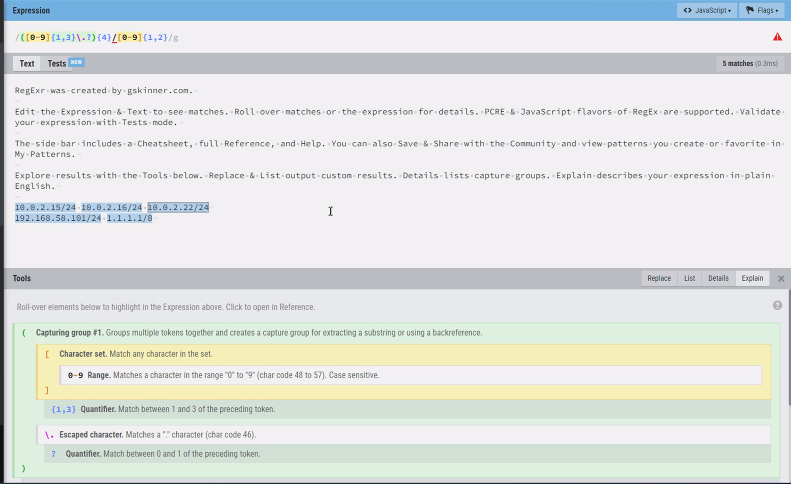 Expression
<> JavaScript ▾ Flags ▾
/([0-9]{1,3}\.?){4}/[0-9]{1,2}/g
Text Tests NEW 5 matches (0.3ms)
RegExr was created by gskinner.com.
Edit the Expression & Text to see matches. Roll over matches or the expression for details. PCRE & JavaScript flavors of RegEx are supported. Validate
your expression with Tests mode.
The side bar includes a Cheatsheet, full Reference, and Help. You can also Save & Share with the Community and view patterns you create or favorite in
My Patterns.
Explore results with the Tools below. Replace & List output custom results. Details lists capture groups. Explain describes your expression in plain
English.
10.0.2.15/24 10.0.2.16/24 10.0.2.22/24
192.168.58.101/24 1.1.1.1/8
Tools Replace List Details Explain ×
Roll-over elements below to highlight in the Expression above. Click to open in Reference. ?
( Capturing group #1. Groups multiple tokens together and creates a capture group for extracting a substring or using a backreference.
[ Character set. Match any character in the set.
0-9 Range. Matches a character in the range "0" to "9" (char code 48 to 57). Case sensitive.
]
{1,3} Quantifier. Match between 1 and 3 of the preceding token.
\. Escaped character. Matches a "." character (char code 46).
? Quantifier. Match between 0 and 1 of the preceding token.
)